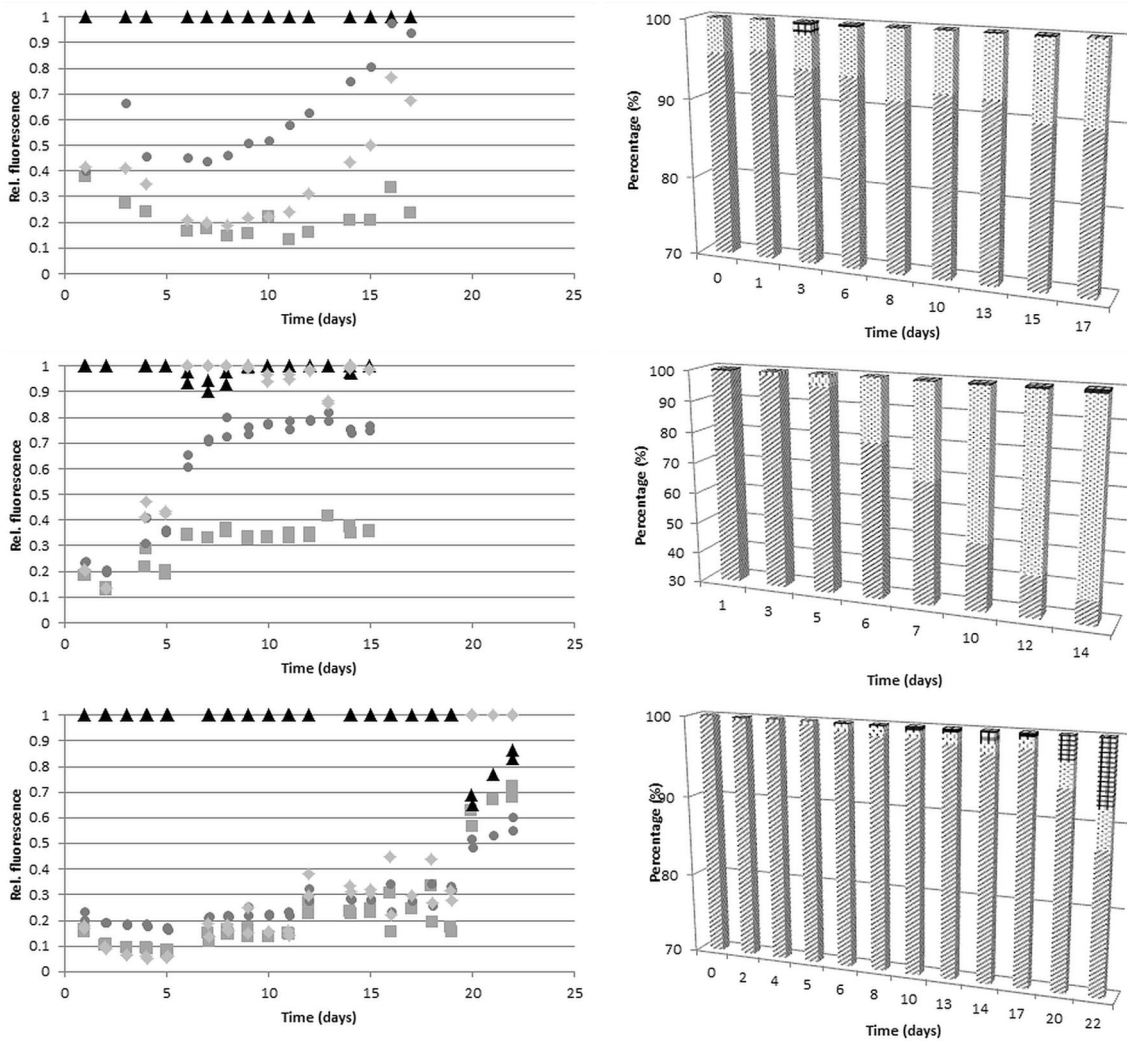 1
0.9
0.8
0.7
0.6
0.5
0.4
0.3
0.2
0.1
0
Rel. fluorescence
0 5 10 15 20 25
Time (days)
100
90
80
70
Percentage (%)
0 1 3 6 8 10 13 15 17
Time (days)
1
0.9
0.8
0.7
0.6
0.5
0.4
0.3
0.2
0.1
0
Rel. fluorescence
0 5 10 15 20 25
Time (days)
100
90
80
70
60
50
40
30
Percentage (%)
1 3 5 6 7 10 12 14
Time (days)
1
0.9
0.8
0.7
0.6
0.5
0.4
0.3
0.2
0.1
0
Rel. fluorescence
0 5 10 15 20 25
Time (days)
100
90
80
70
Percentage (%)
0 2 4 5 6 8 10 13 14 17 20 22
Time (days)